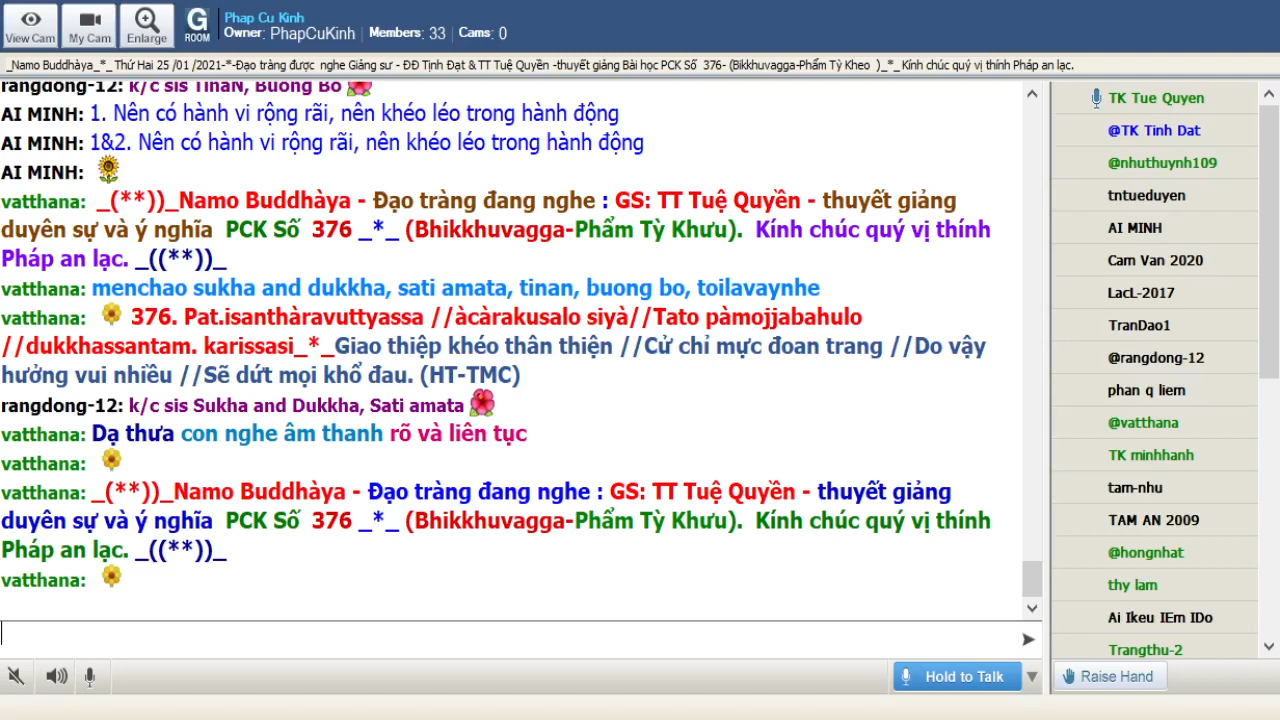 View Cam
My Cam
Enlarge
G
ROOM
Phap Cu Kinh
Owner: PhapCuKinh | Members: 33 | Cams: 0
_Namo Buddhàya_*_ Thứ Hai 25 /01 /2021-*-Đạo tràng được nghe Giảng sư - ĐĐ Tịnh Đạt & TT Tuệ Quyền -thuyết giảng Bài học PCK Số 376- (Bikkhuvagga-Phẩm Tỳ Kheo )_*_ Kính chúc quý vị thính Pháp an lạc.
rangdong-12: k/c sis TinaN, Buong Bo
AI MINH: 1. Nên có hành vi rộng rãi, nên khéo léo trong hành động
AI MINH: 1&2. Nên có hành vi rộng rãi, nên khéo léo trong hành động
AI MINH:
vatthana: _(**))_Namo Buddhàya - Đạo tràng đang nghe : GS: TT Tuệ Quyền - thuyết giảng
duyên sự và ý nghĩa PCK Số 376 _*_ (Bhikkhuvagga-Phẩm Tỳ Khưu). Kính chúc quý vị thính
Pháp an lạc. _((**))_
vatthana: menchao sukha and dukkha, sati amata, tinan, buong bo, toilavaynhe
vatthana: 376. Pat.isanthàravuttyassa //àcàrakusalo siyà//Tato pàmojjabahulo
//dukkhassantam. karissasi_*_Giao thiệp khéo thân thiện //Cử chỉ mực đoan trang //Do vậy
hưởng vui nhiều //Sẽ dứt mọi khổ đau. (HT-TMC)
rangdong-12: k/c sis Sukha and Dukkha, Sati amata
vatthana: Dạ thưa con nghe âm thanh rõ và liên tục
vatthana:
vatthana: _(**))_Namo Buddhàya - Đạo tràng đang nghe : GS: TT Tuệ Quyền - thuyết giảng
duyên sự và ý nghĩa PCK Số 376 _*_ (Bhikkhuvagga-Phẩm Tỳ Khưu). Kính chúc quý vị thính
Pháp an lạc. _((**))_
vatthana:
Hold to Talk
TK Tue Quyen
@TK Tinh Dat
@nhuthuynh109
tntueduyen
AI MINH
Cam Van 2020
LacL-2017
TranDao1
@rangdong-12
phan q liem
@vatthana
TK minhhanh
tam-nhu
TAM AN 2009
@hongnhat
thy lam
Ai Ikeu IEm IDo
Trangthu-2
Raise Hand